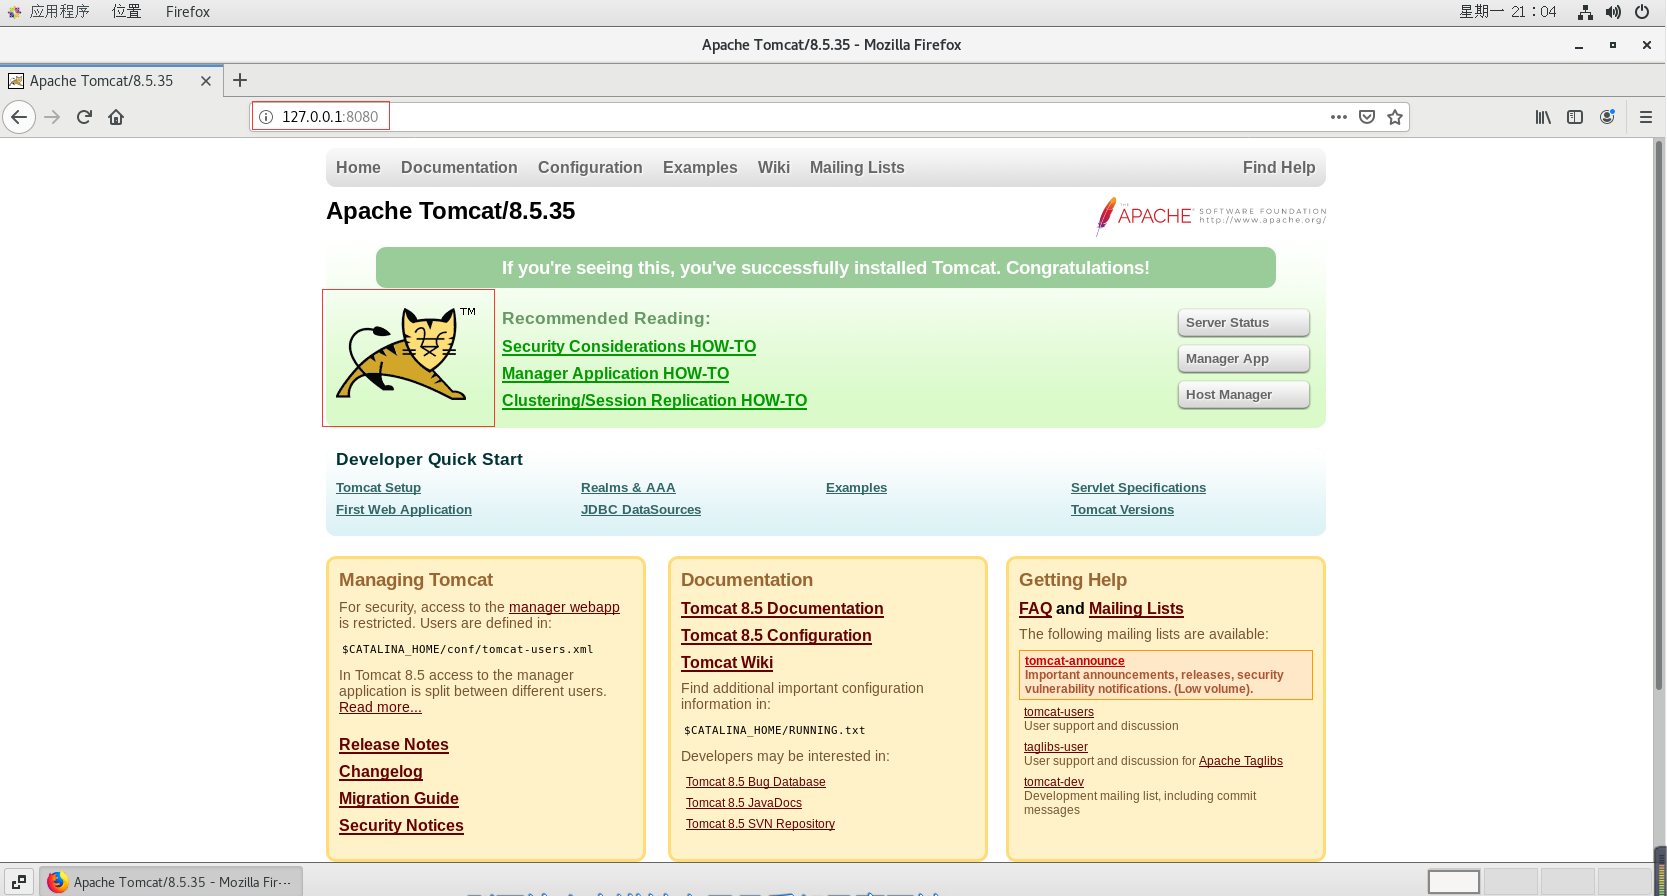 应用程序 位置 Firefox 星期一 21：04
Apache Tomcat/8.5.35 - Mozilla Firefox
Apache Tomcat/8.5.35
127.0.0.1:8080
Home Documentation Configuration Examples Wiki Mailing Lists Find Help
Apache Tomcat/8.5.35
THE APACHE SOFTWARE FOUNDATION
http://www.apache.org/
If you're seeing this, you've successfully installed Tomcat. Congratulations!
TM
Recommended Reading:
Security Considerations HOW-TO
Manager Application HOW-TO
Clustering/Session Replication HOW-TO
Server Status
Manager App
Host Manager
Developer Quick Start
Tomcat Setup Realms & AAA Examples Servlet Specifications
First Web Application JDBC DataSources Tomcat Versions
Managing Tomcat
For security, access to the manager webapp
is restricted. Users are defined in:
$CATALINA_HOME/conf/tomcat-users.xml
In Tomcat 8.5 access to the manager
application is split between different users.
Read more...
Release Notes
Changelog
Migration Guide
Security Notices
Documentation
Tomcat 8.5 Documentation
Tomcat 8.5 Configuration
Tomcat Wiki
Find additional important configuration
information in:
$CATALINA_HOME/RUNNING.txt
Developers may be interested in:
Tomcat 8.5 Bug Database
Tomcat 8.5 JavaDocs
Tomcat 8.5 SVN Repository
Getting Help
FAQ and Mailing Lists
The following mailing lists are available:
tomcat-announce
Important announcements, releases, security
vulnerability notifications. (Low volume).
tomcat-users
User support and discussion
taglibs-user
User support and discussion for Apache Taglibs
tomcat-dev
Development mailing list, including commit
messages
Apache Tomcat/8.5.35 - Mozilla Fir···